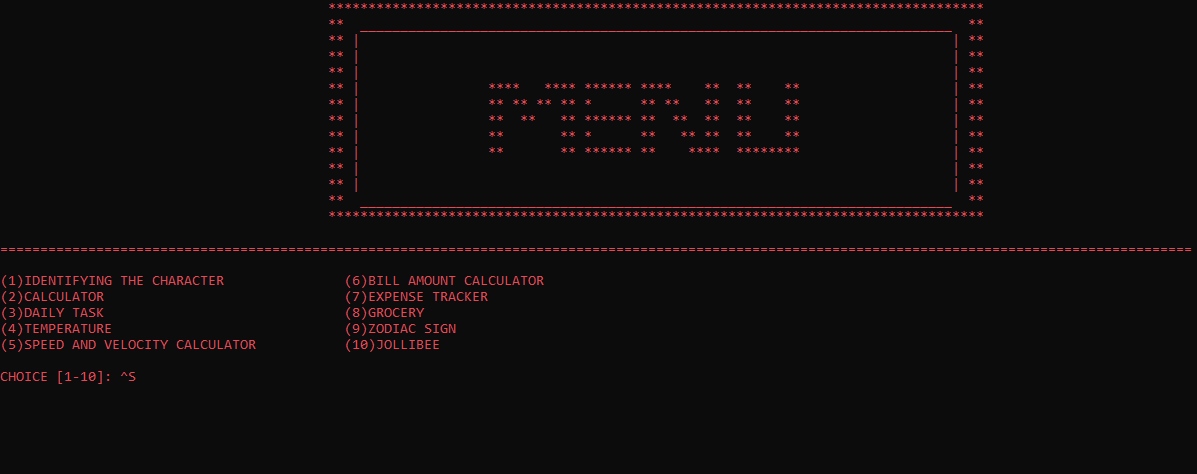 MENU
(1)IDENTIFYING THE CHARACTER (6)BILL AMOUNT CALCULATOR
(2)CALCULATOR (7)EXPENSE TRACKER
(3)DAILY TASK (8)GROCERY
(4)TEMPERATURE (9)ZODIAC SIGN
(5)SPEED AND VELOCITY CALCULATOR (10)JOLLIBEE
CHOICE [1-10]: ^S